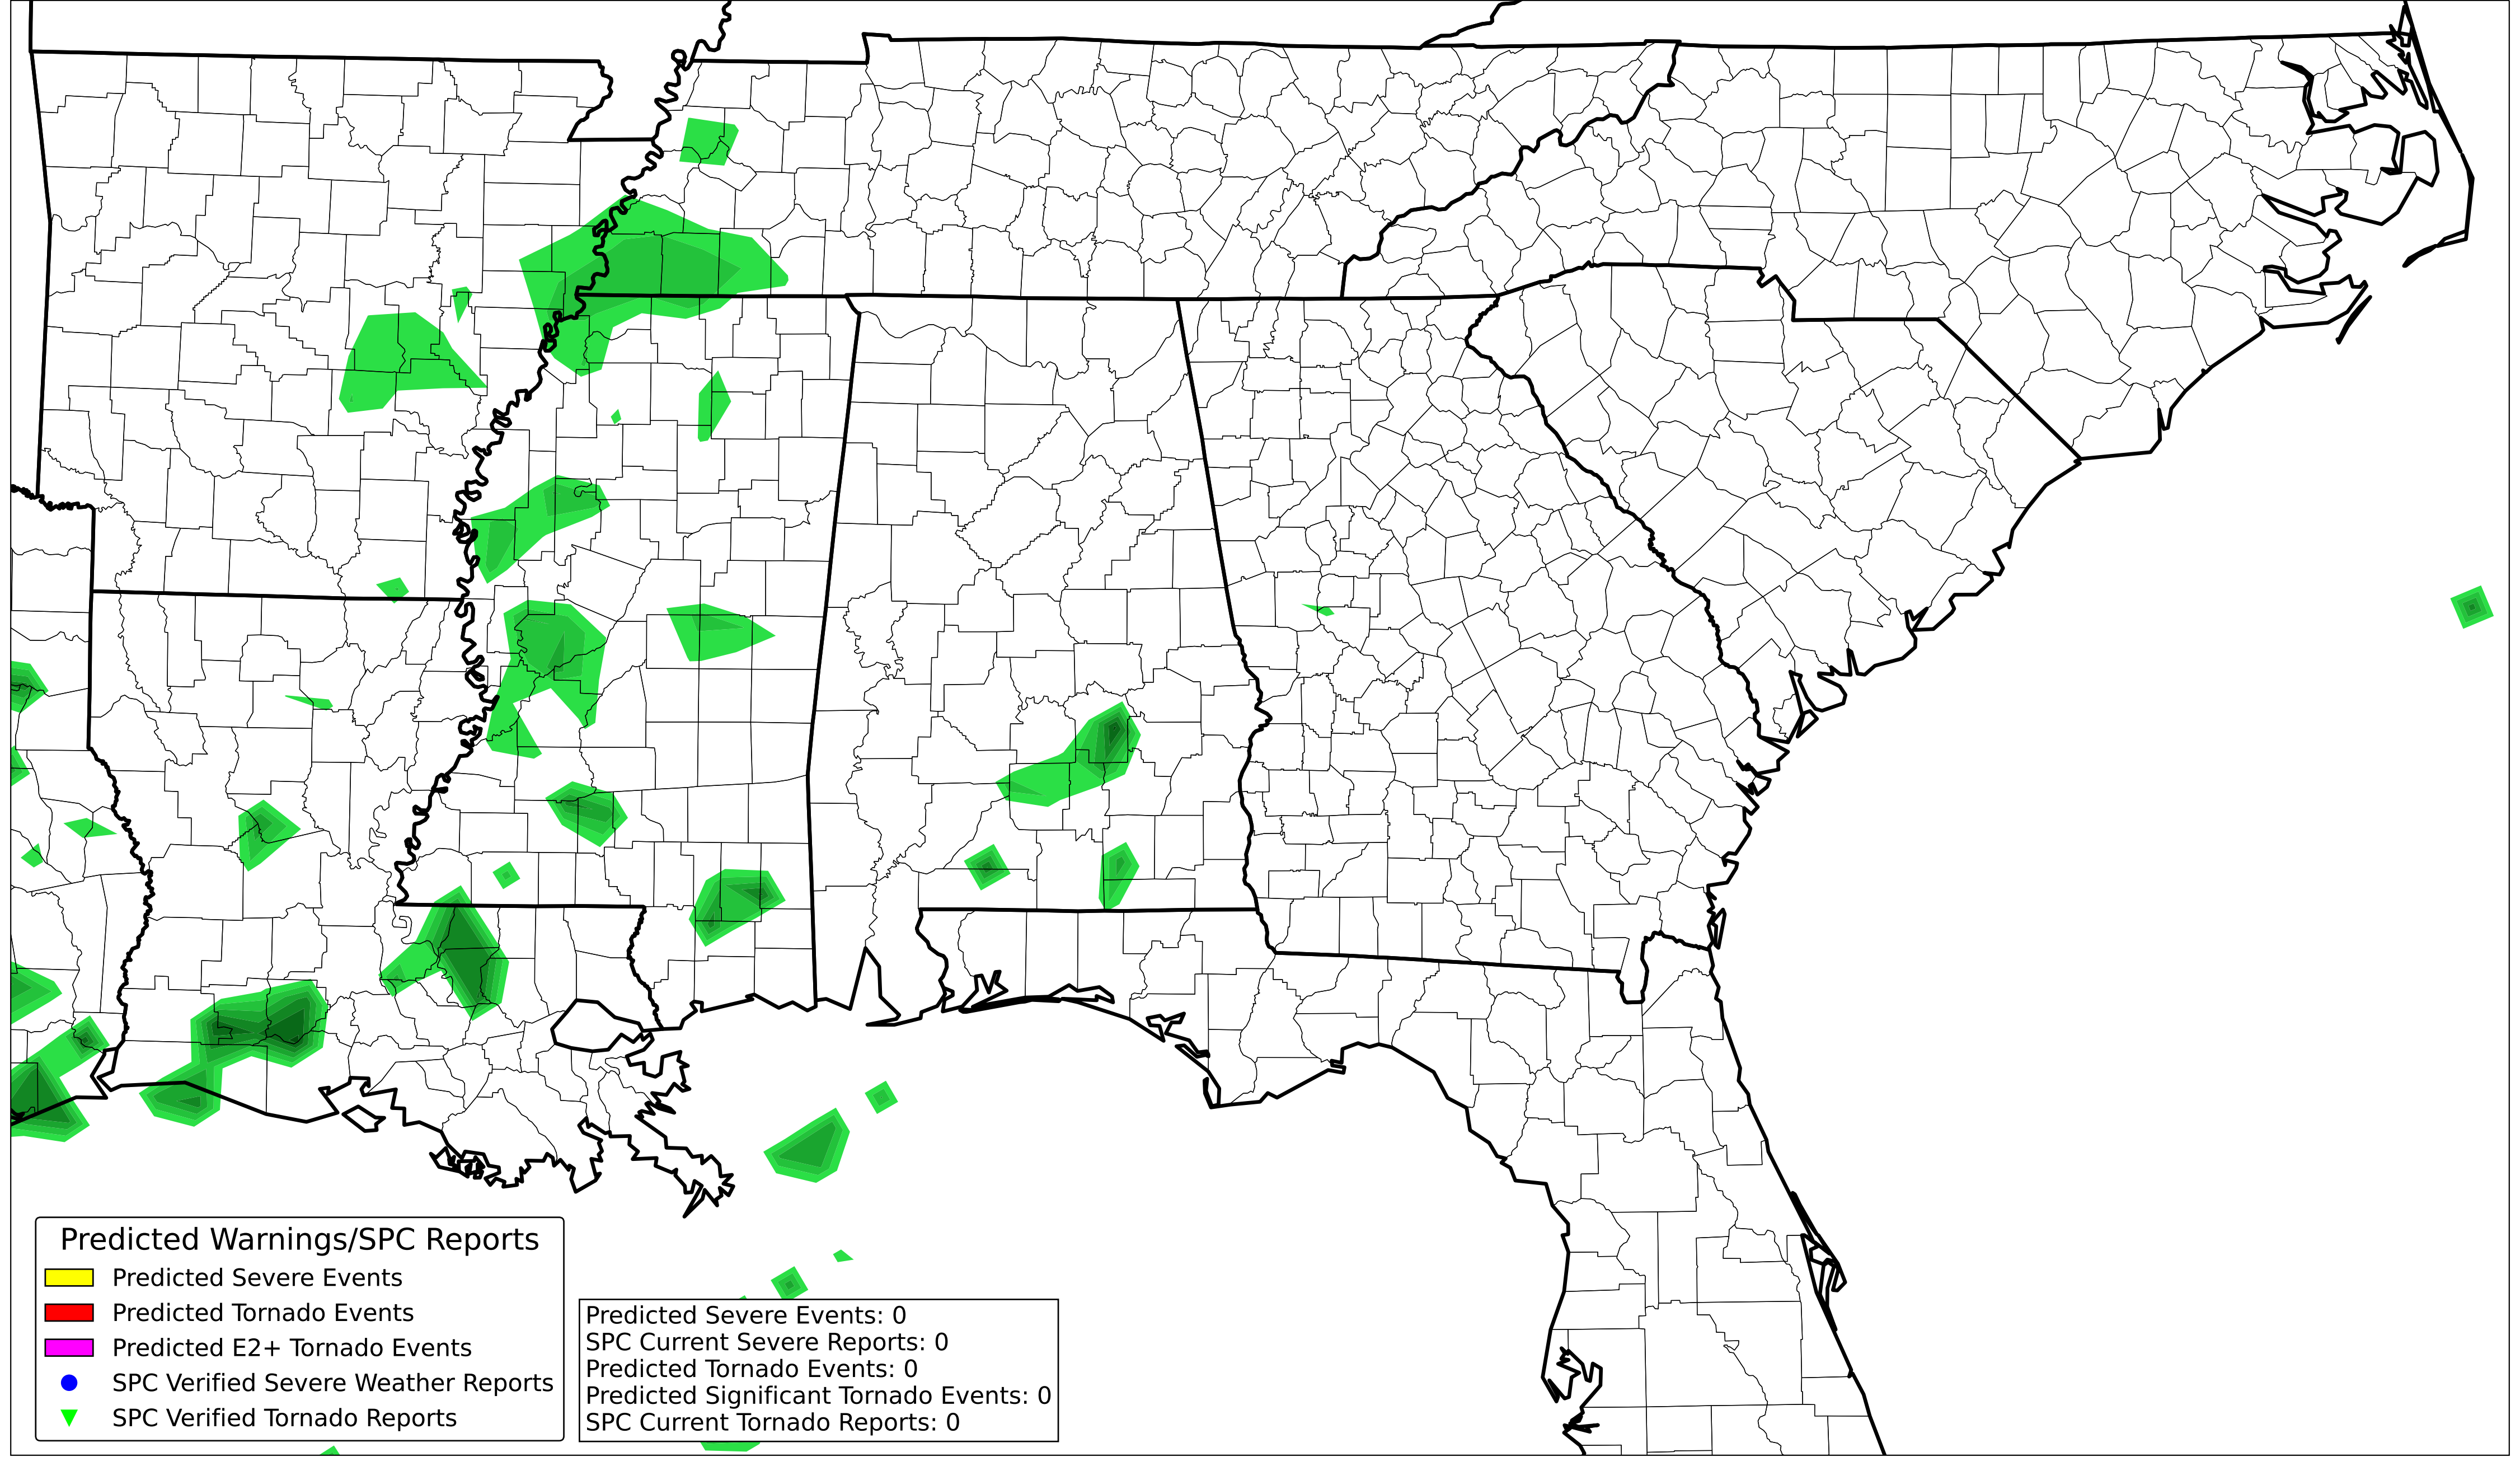 Predicted Warnings/SPC Reports
Predicted Severe Events
Predicted Tornado Events
Predicted E2+ Tornado Events
SPC Verified Severe Weather Reports
SPC Verified Tornado Reports
Predicted Severe Events: 0
SPC Current Severe Reports: 0
Predicted Tornado Events: 0
Predicted Significant Tornado Events: 0
SPC Current Tornado Reports: 0